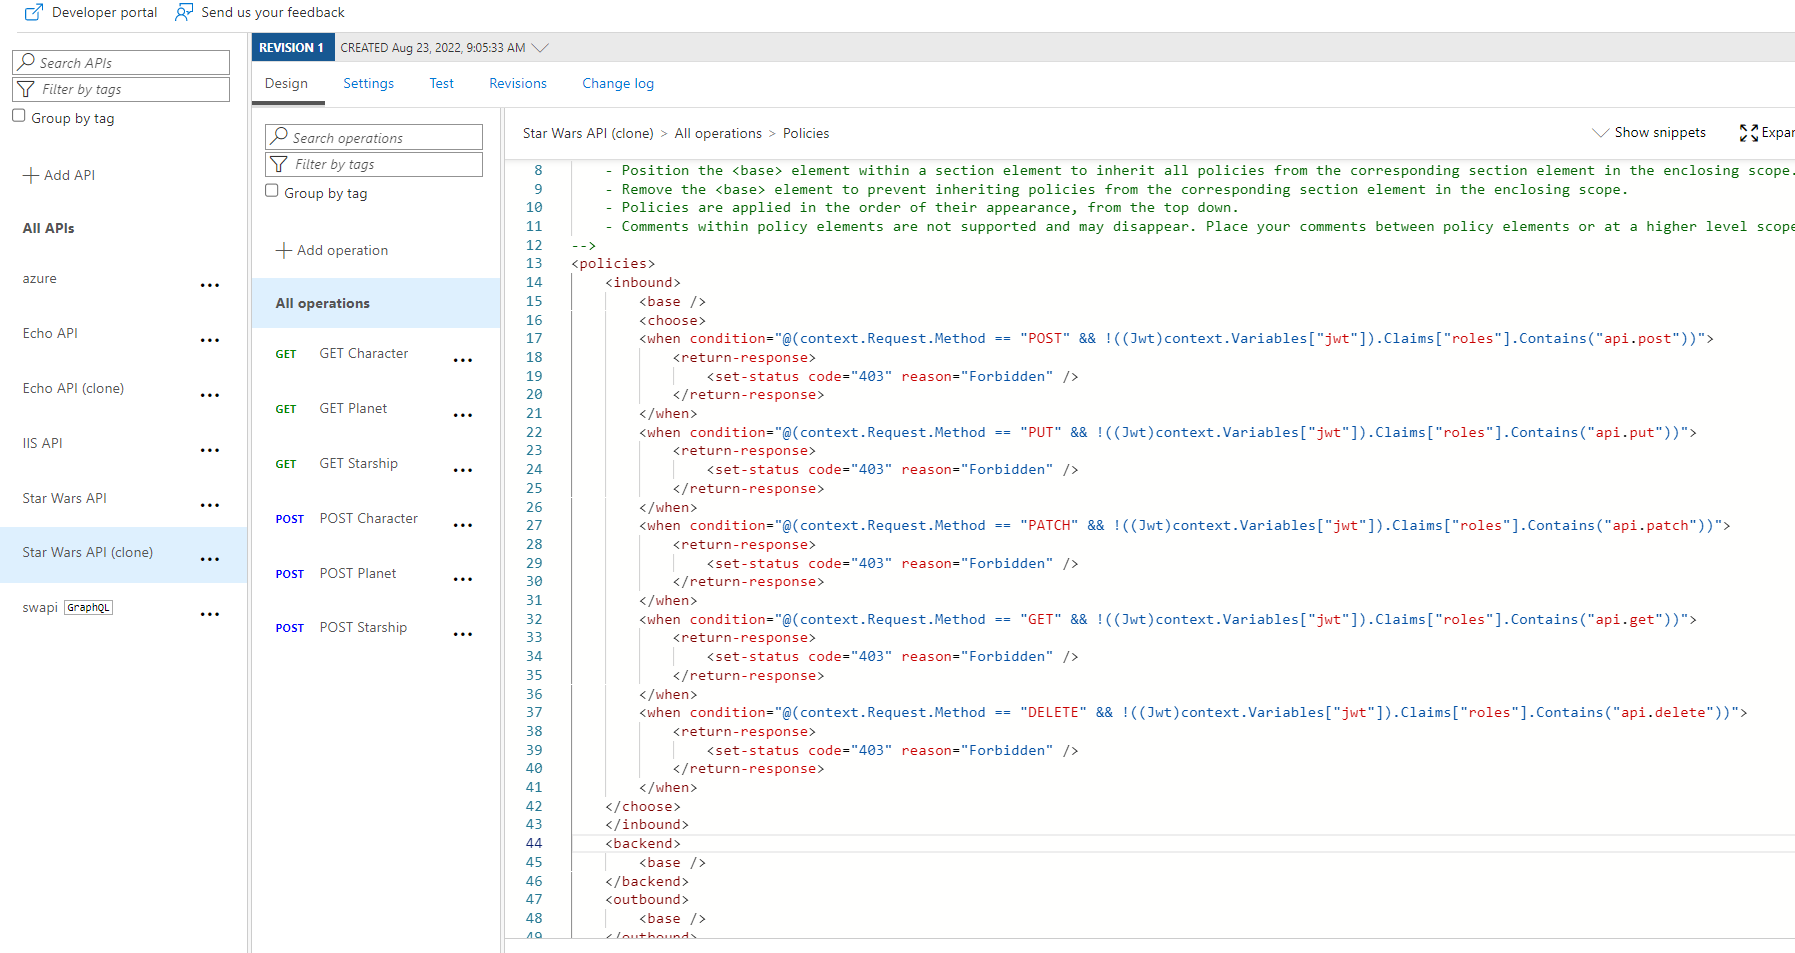 Developer portal
Send us your feedback
Search APIs
Filter by tags
Group by tag
Add API
All APIs
azure
Echo API
Echo API (clone)
IIS API
Star Wars API
Star Wars API (clone)
swapi GraphQL
REVISION 1 CREATED Aug 23, 2022, 9:05:33 AM
Design Settings Test Revisions Change log
Search operations
Filter by tags
Group by tag
Add operation
All operations
GET GET Character
GET GET Planet
GET GET Starship
POST POST Character
POST POST Planet
POST POST Starship
Star Wars API (clone) > All operations > Policies
Show snippets
8 - Position the <base> element within a section element to inherit all policies from the corresponding section element in the enclosing scope.
9 - Remove the <base> element to prevent inheriting policies from the corresponding section element in the enclosing scope.
10 - Policies are applied in the order of their appearance, from the top down.
11 - Comments within policy elements are not supported and may disappear. Place your comments between policy elements or at a higher level scope
12 -->
13 <policies>
14 <inbound>
15 <base />
16 <choose>
17 <when condition="@(context.Request.Method == "POST" && !((Jwt)context.Variables["jwt"]).Claims["roles"].Contains("api.post"))">
18 <return-response>
19 <set-status code="403" reason="Forbidden" />
20 </return-response>
21 </when>
22 <when condition="@(context.Request.Method == "PUT" && !((Jwt)context.Variables["jwt"]).Claims["roles"].Contains("api.put"))">
23 <return-response>
24 <set-status code="403" reason="Forbidden" />
25 </return-response>
26 </when>
27 <when condition="@(context.Request.Method == "PATCH" && !((Jwt)context.Variables["jwt"]).Claims["roles"].Contains("api.patch"))">
28 <return-response>
29 <set-status code="403" reason="Forbidden" />
30 </return-response>
31 </when>
32 <when condition="@(context.Request.Method == "GET" && !((Jwt)context.Variables["jwt"]).Claims["roles"].Contains("api.get"))">
33 <return-response>
34 <set-status code="403" reason="Forbidden" />
35 </return-response>
36 </when>
37 <when condition="@(context.Request.Method == "DELETE" && !((Jwt)context.Variables["jwt"]).Claims["roles"].Contains("api.delete"))">
38 <return-response>
39 <set-status code="403" reason="Forbidden" />
40 </return-response>
41 </when>
42 </choose>
43 </inbound>
44 <backend>
45 <base />
46 </backend>
47 <outbound>
48 <base />
49 </outbound>